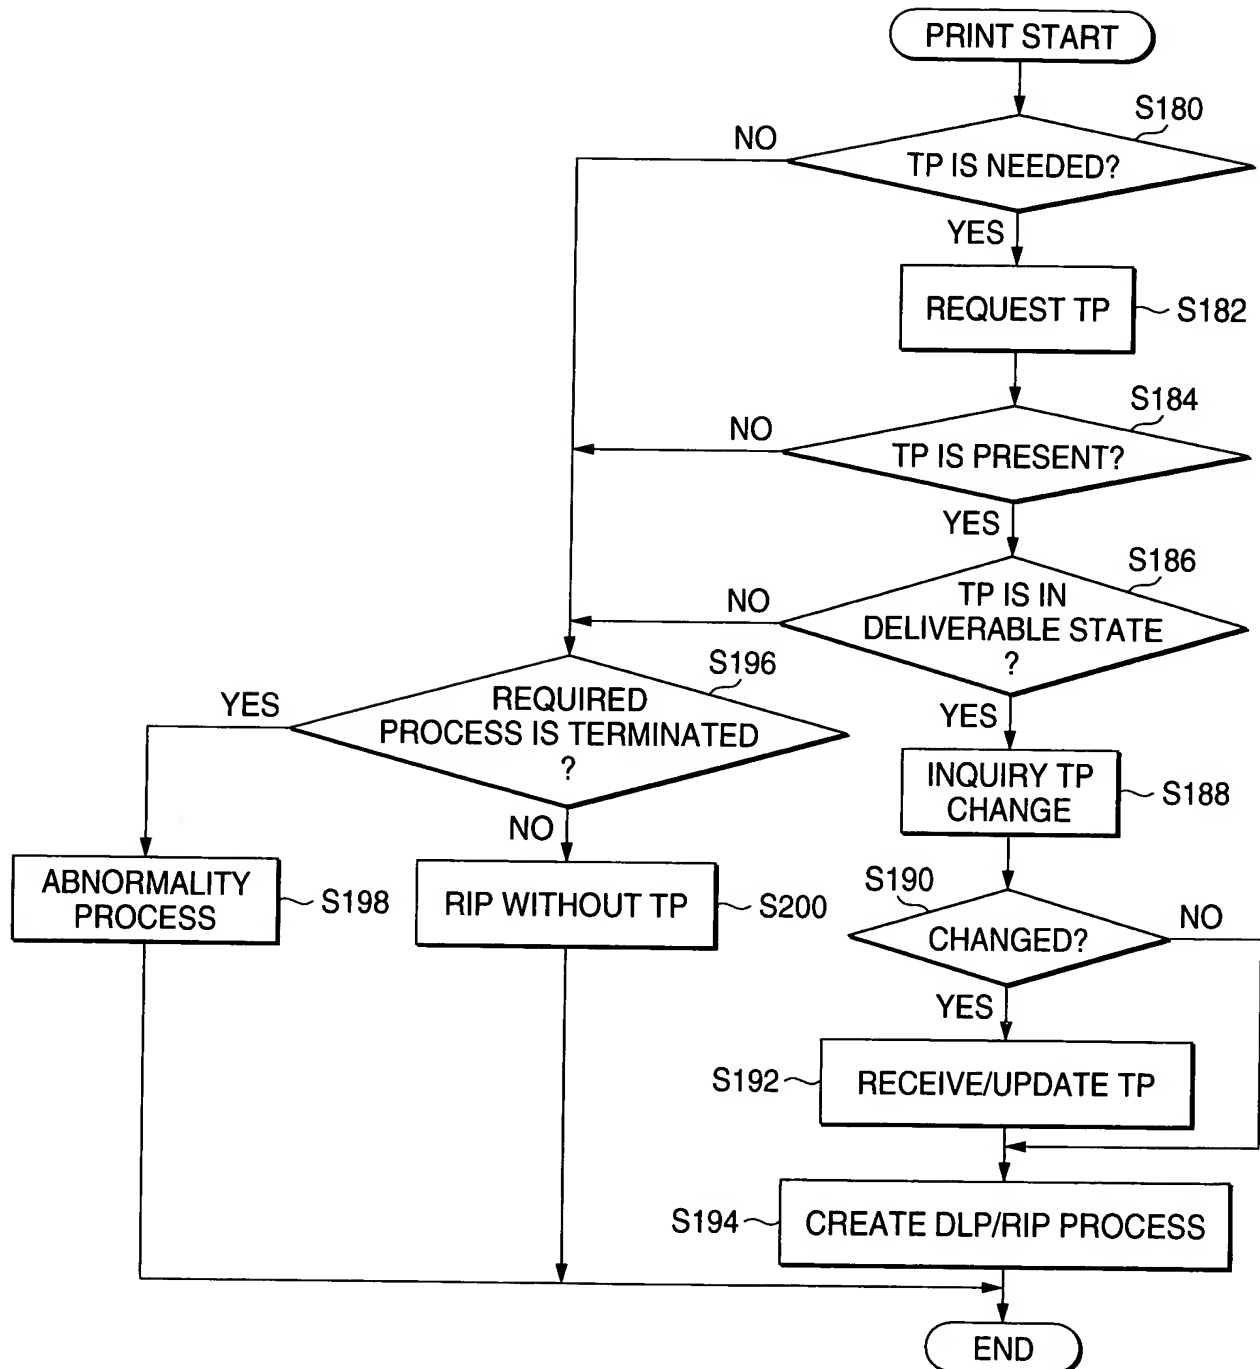 PRINT START
S180
NO
TP IS NEEDED?
YES
REQUEST TP
S182
S184
NO
TP IS PRESENT?
YES
S186
NO
TP IS IN
DELIVERABLE STATE
?
S196
YES
REQUIRED
PROCESS IS TERMINATED
?
YES
INQUIRY TP
CHANGE
S188
NO
ABNORMALITY
PROCESS
S198
RIP WITHOUT TP
S200
S190
CHANGED?
NO
YES
S192
RECEIVE/UPDATE TP
S194
CREATE DLP/RIP PROCESS
END